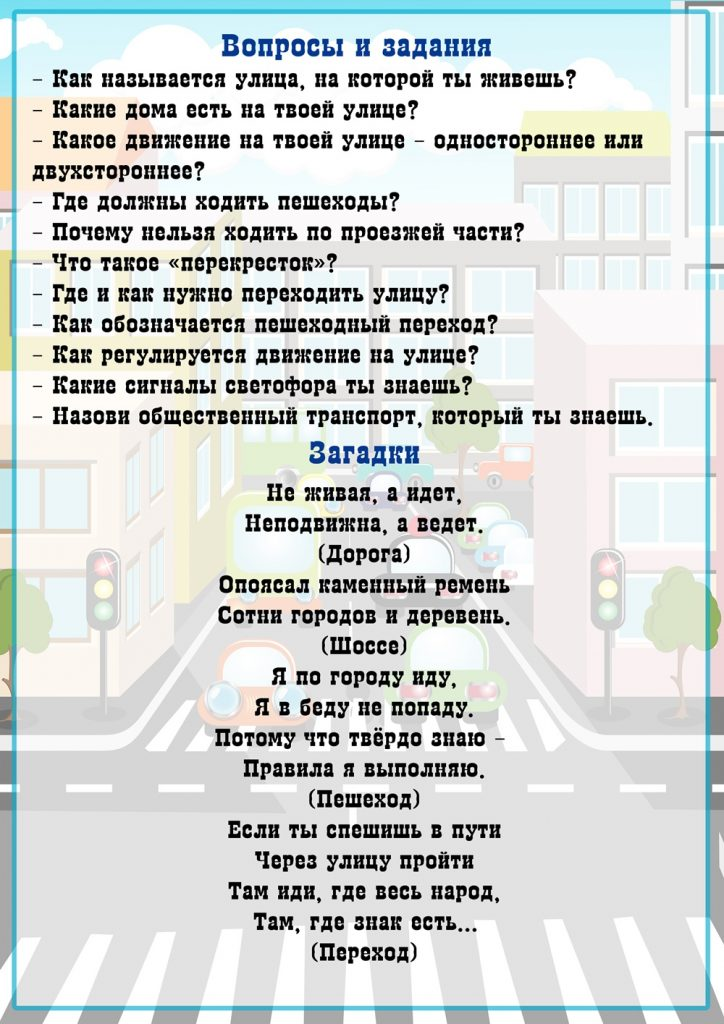 Вопросы и задания
– Как называется улица, на которой ты живешь?
– Какие дома есть на твоей улице?
– Какое движение на твоей улице – одностороннее или
двухстороннее?
– Где должны ходить пешеходы?
– Почему нельзя ходить по проезжей части?
– Что такое «перекресток»?
– Где и как нужно переходить улицу?
– Как обозначается пешеходный переход?
– Как регулируется движение на улице?
– Какие сигналы светофора ты знаешь?
– Назови общественный транспорт, который ты знаешь.
Загадки
Не живая, а идет,
Неподвижна, а ведет.
(Дорога)
Опоясал каменный ремень
Сотни городов и деревень.
(Шоссе)
Я по городу иду,
Я в беду не попаду.
Потому что твёрдо знаю –
Правила я выполняю.
(Пешеход)
Если ты спешишь в пути
Через улицу пройти
Там иди, где весь народ,
Там, где знак есть...
(Переход)